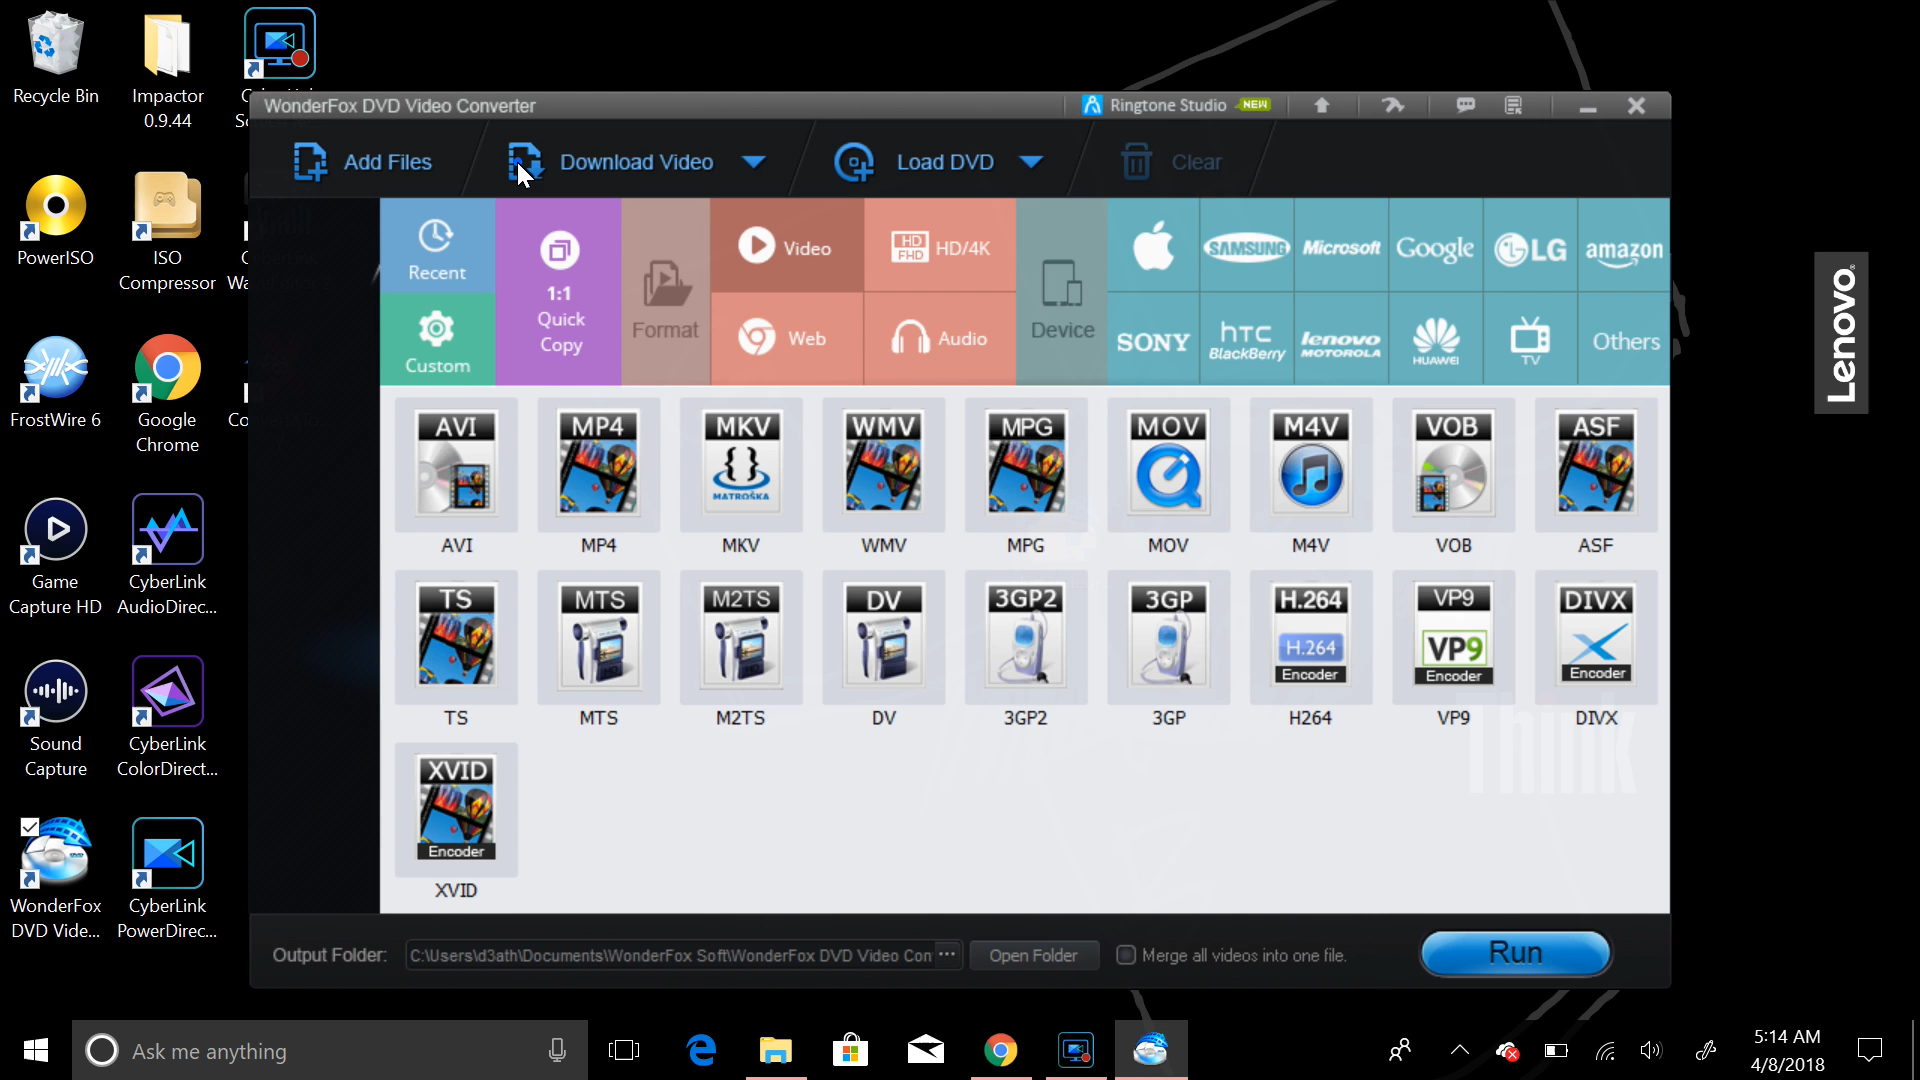 Recycle Bin
Impactor
0.9.44
WonderFox DVD Video Converter
Ringtone Studio
NEW
Add Files
Download Video
Load DVD
Clear
PowerISO
ISO
Compressor
Recent
Custom
1:1
Quick
Copy
Format
Video
HD
FHD
HD/4K
Web
Audio
Device
SAMSUNG
Microsoft
Google
LG
amazon
SONY
hTC
BlackBerry
lenovo
MOTOROLA
HUAWEI
TV
Others
Lenovo
FrostWire 6
Google
Chrome
AVI
MP4
MKV
MATROŠKA
WMV
MPG
MOV
M4V
VOB
ASF
AVI
MP4
MKV
WMV
MPG
MOV
M4V
VOB
ASF
Game
Capture HD
CyberLink
AudioDirec...
TS
MTS
M2TS
DV
3GP2
3GP
H.264
H.264
Encoder
VP9
VP9
Encoder
DIVX
Encoder
TS
MTS
M2TS
DV
3GP2
3GP
H264
VP9
DIVX
Think
Sound
Capture
CyberLink
ColorDirect...
XVID
Encoder
XVID
WonderFox
DVD Vide...
CyberLink
PowerDirec...
Output Folder:
C:\Users\d3ath\Documents\WonderFox Soft\WonderFox DVD Video Con
...
Open Folder
Merge all videos into one file.
Run
Ask me anything
5:14 AM
4/8/2018